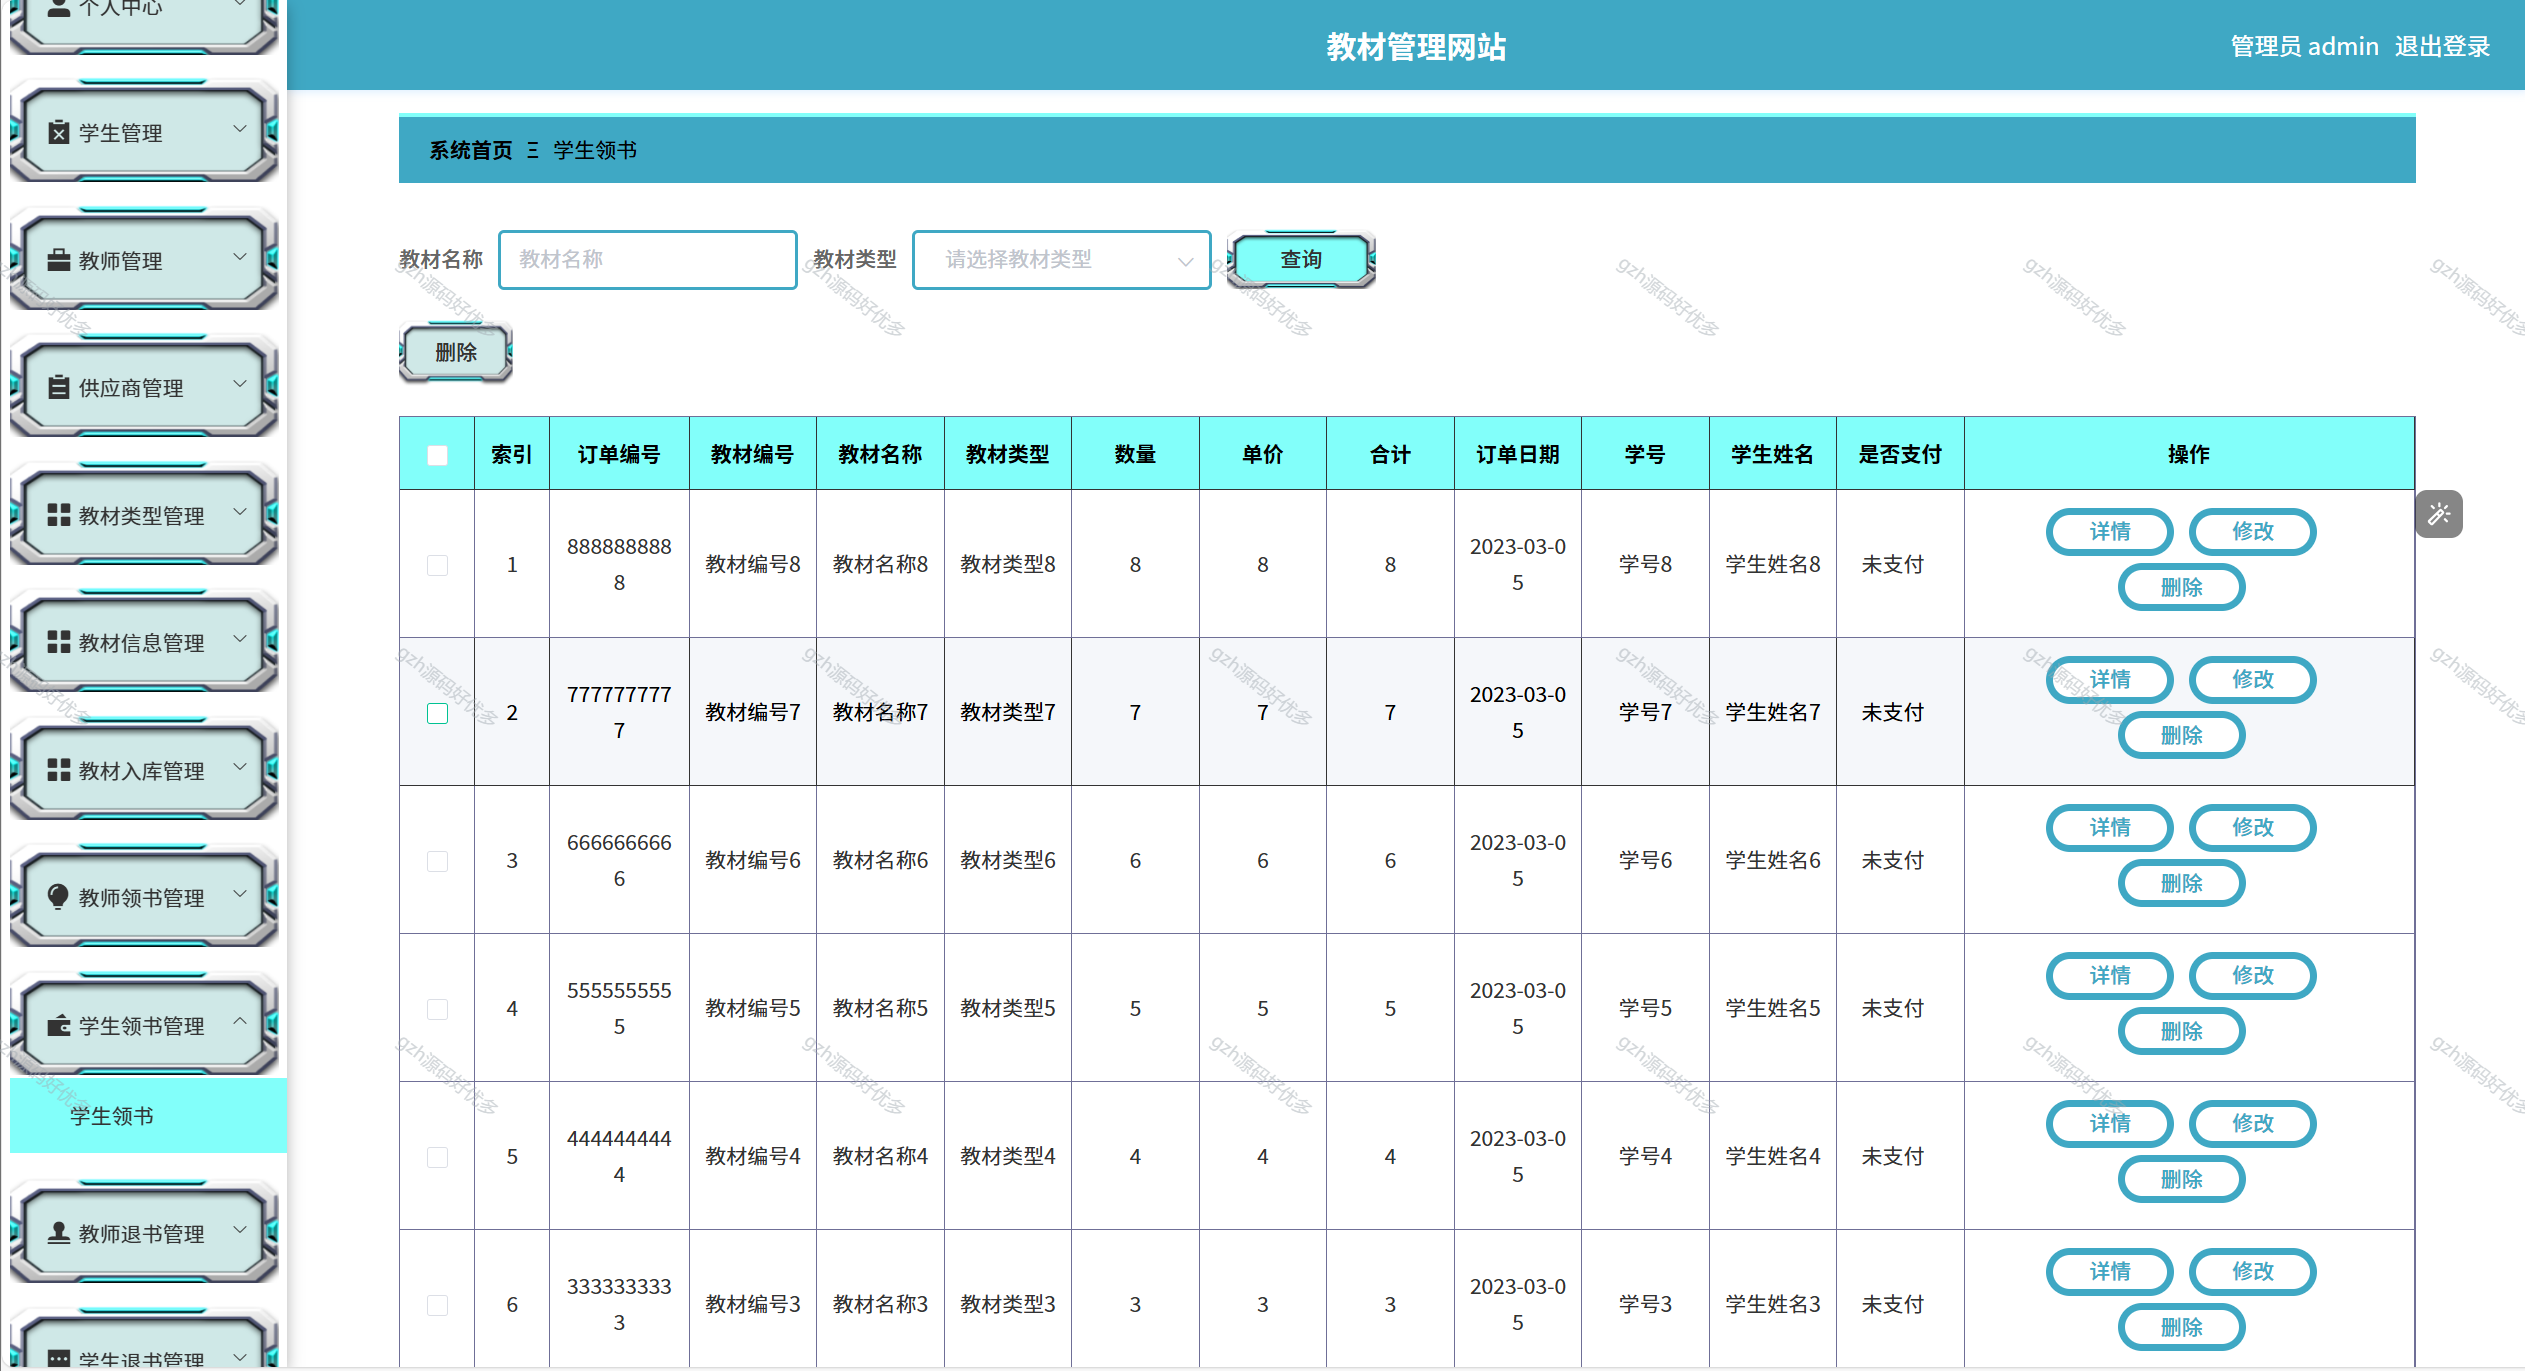 教材管理网站
管理员 admin 退出登录
个人中心
学生管理
教师管理
供应商管理
教材类型管理
教材信息管理
教材入库管理
教师领书管理
学生领书管理
学生领书
教师退书管理
学生退书管理
系统首页 Ξ 学生领书
教材名称 教材名称 教材类型 请选择教材类型 查询
删除
索引 订单编号 教材编号 教材名称 教材类型 数量 单价 合计 订单日期 学号 学生姓名 是否支付 操作
1 8888888888 教材编号8 教材名称8 教材类型8 8 8 8 2023-03-05 学号8 学生姓名8 未支付 详情 修改 删除
2 7777777777 教材编号7 教材名称7 教材类型7 7 7 7 2023-03-05 学号7 学生姓名7 未支付 详情 修改 删除
3 6666666666 教材编号6 教材名称6 教材类型6 6 6 6 2023-03-05 学号6 学生姓名6 未支付 详情 修改 删除
4 5555555555 教材编号5 教材名称5 教材类型5 5 5 5 2023-03-05 学号5 学生姓名5 未支付 详情 修改 删除
5 4444444444 教材编号4 教材名称4 教材类型4 4 4 4 2023-03-05 学号4 学生姓名4 未支付 详情 修改 删除
6 3333333333 教材编号3 教材名称3 教材类型3 3 3 3 2023-03-05 学号3 学生姓名3 未支付 详情 修改 删除
gzh源码好优多